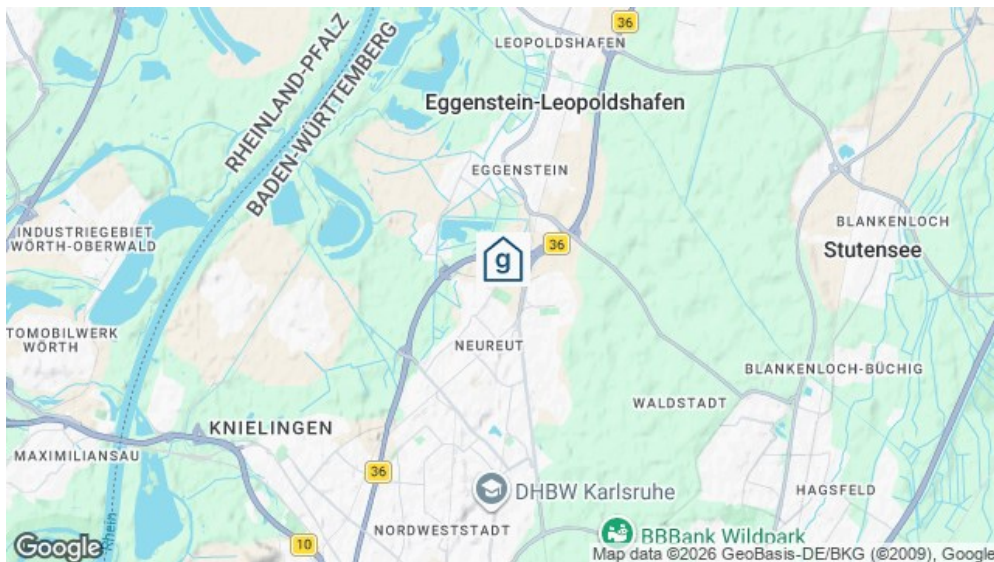 36
LEOPOLDSHAFEN
RHEINLAND-PFALZ
BADEN-WÜRTTEMBERG
Eggenstein-Leopoldshafen
EGGENSTEIN
INDUSTRIEGEBIET
WÖRTH-OBERWALD
BLANKENLOCH
Stutensee
36
g
TOMOBILWERK
WÖRTH
NEUREUT
BLANKENLOCH-BÜCHIG
WALDSTADT
KNIELINGEN
MAXIMILIANSAU
36
DHBW Karlsruhe
HAGSFELD
NORDWESTSTADT
10
BBBank Wildpark
Rhein
Google
Map data ©2026 GeoBasis-DE/BKG (©2009), Google